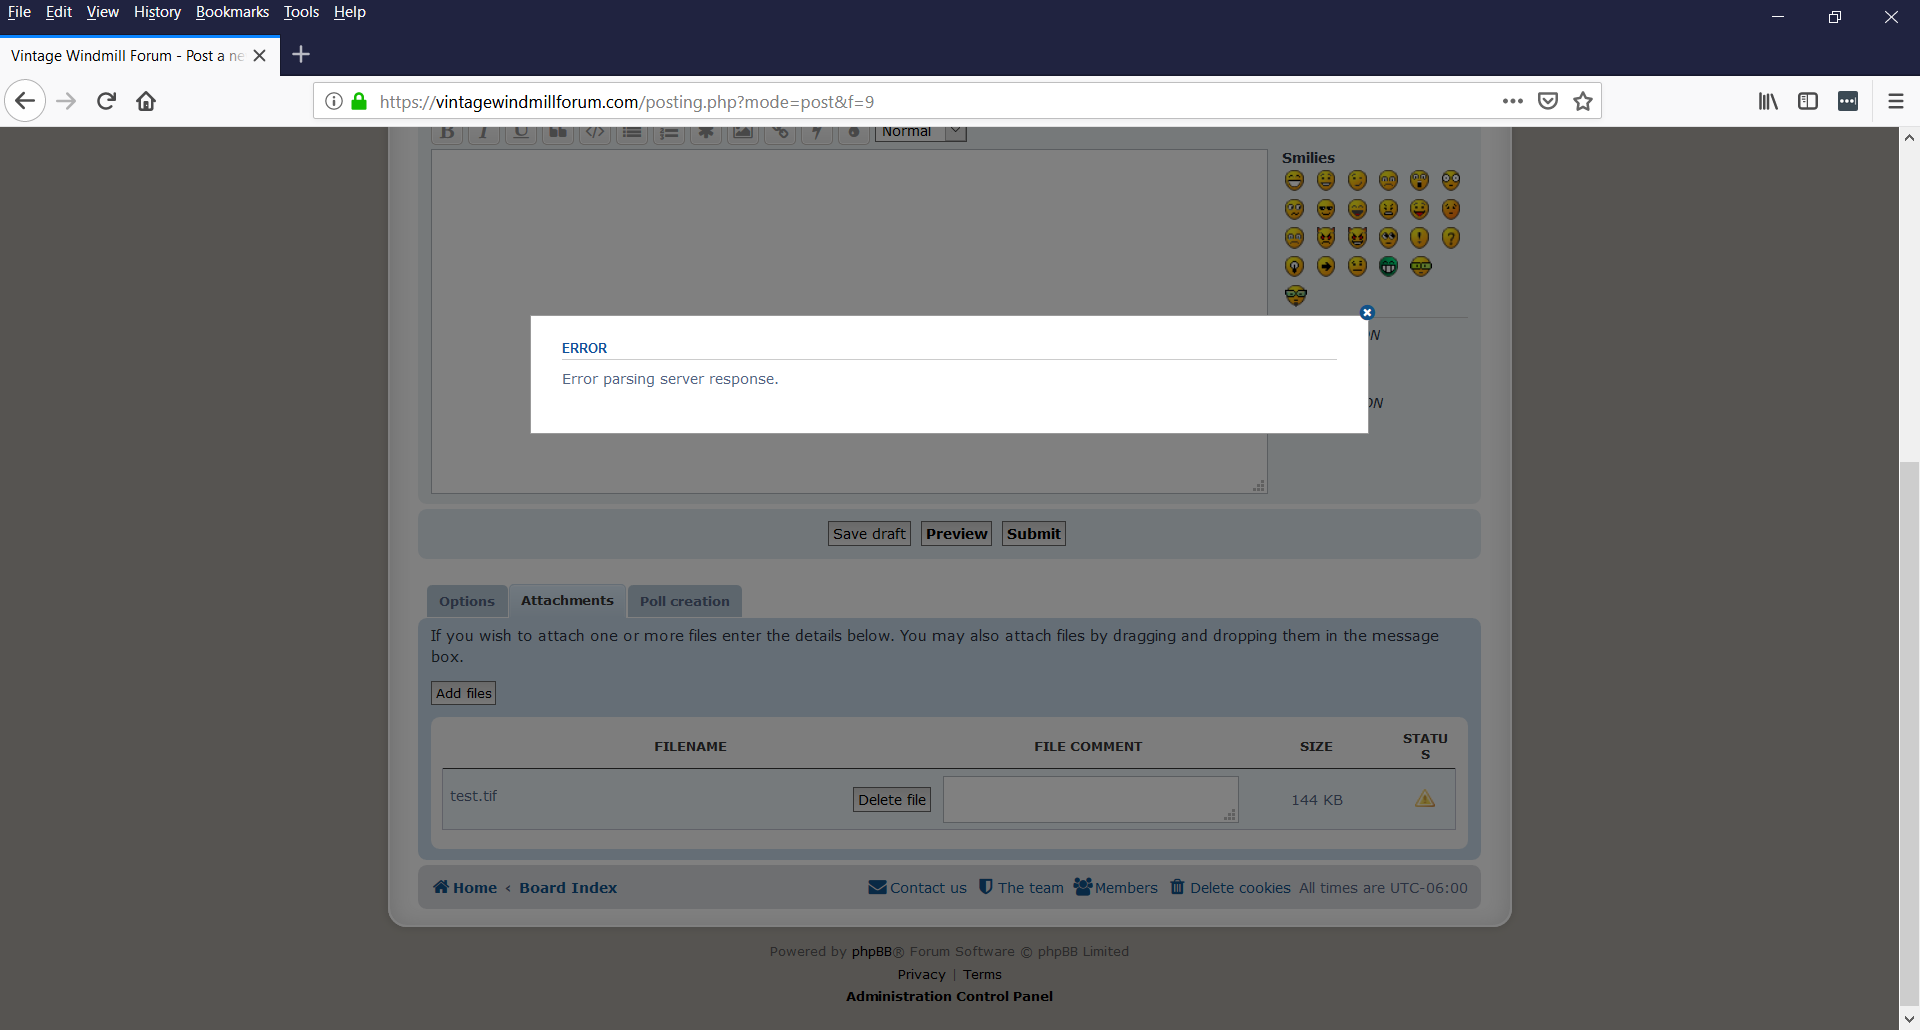 File Edit View History Bookmarks Tools Help
Vintage Windmill Forum - Post a ne
https://vintagewindmillforum.com/posting.php?mode=post&f=9
B I U </> Normal
Smilies
ERROR
Error parsing server response.
ON
Save draft Preview Submit
Options Attachments Poll creation
If you wish to attach one or more files enter the details below. You may also attach files by dragging and dropping them in the message
box.
Add files
FILENAME FILE COMMENT SIZE STATU
S
test.tif Delete file 144 KB
Home ‹ Board Index Contact us The team Members Delete cookies All times are UTC-06:00
Powered by phpBB® Forum Software © phpBB Limited
Privacy | Terms
Administration Control Panel